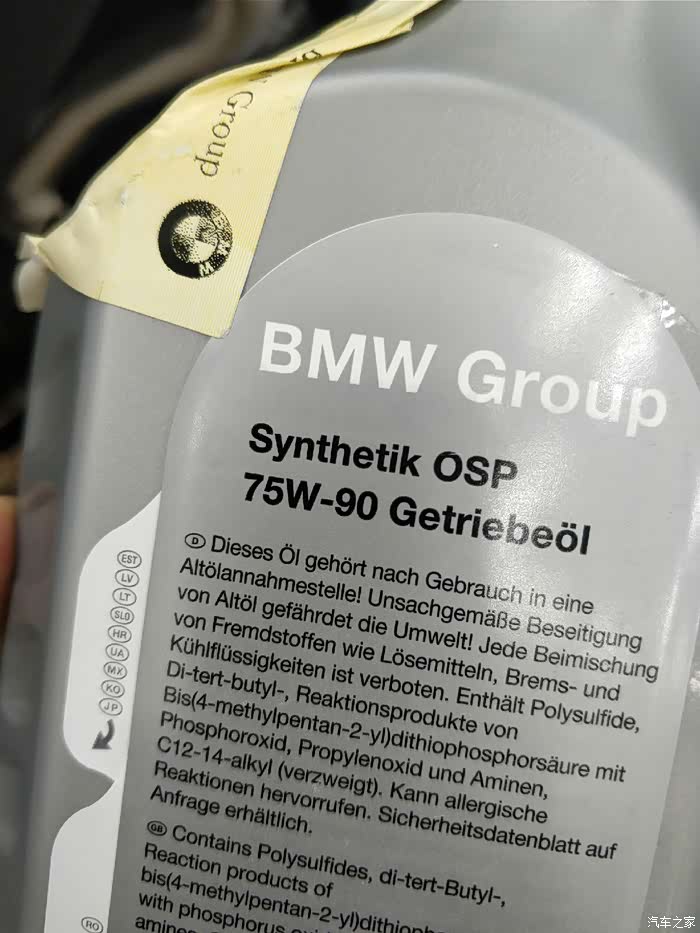 Group
BMW
BMW Group
Synthetik OSP
75W-90 Getriebeöl
D Dieses Öl gehört nach Gebrauch in eine
Altölannahmestelle! Unsachgemäße Beseitigung
von Altöl gefährdet die Umwelt! Jede Beimischung
von Fremdstoffen wie Lösemitteln, Brems- und
Kühlflüssigkeiten ist verboten. Enthält Polysulfide,
Di-tert-butyl-, Reaktionsprodukte von
Bis(4-methylpentan-2-yl)dithiophosphorsäure mit
Phosphoroxid, Propylenoxid und Aminen,
C12-14-alkyl (verzweigt). Kann allergische
Reaktionen hervorrufen. Sicherheitsdatenblatt auf
Anfrage erhältlich.
GB Contains Polysulfides, di-tert-Butyl-,
Reaction products of
bis(4-methylpentan-2-yl)dithioph
with phosphorus
EST
LV
LT
SLO
HR
UA
MX
KO
JP
RO
汽车之家